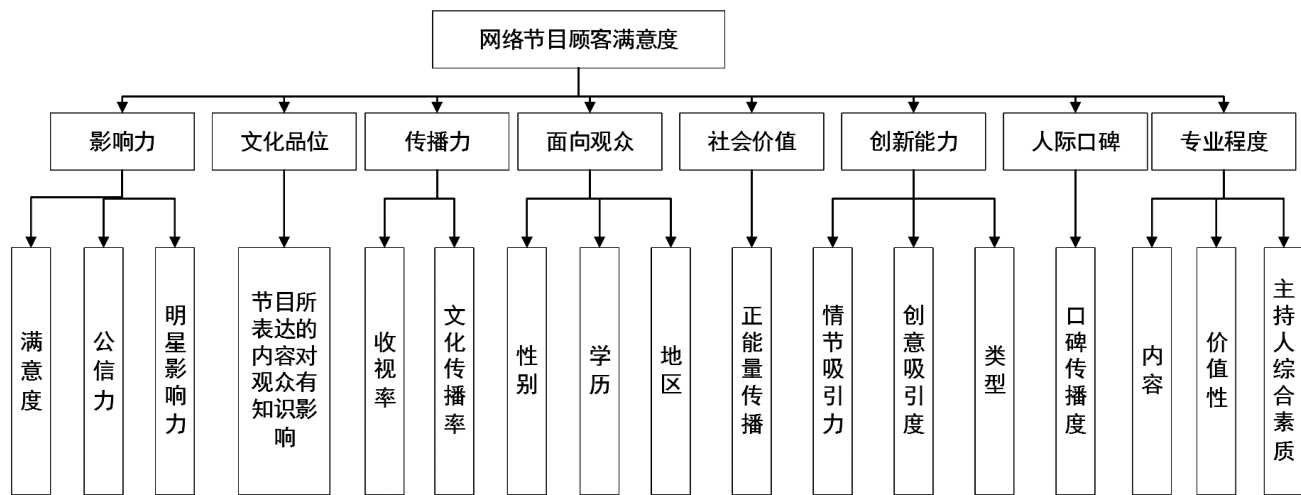 网络节目顾客满意度
影响力
文化品位
传播力
面向观众
社会价值
创新能力
人际口碑
专业程度
满意度
公信力
明星影响力
节目所
表达的
内容对
观众有
知识影
响
收视率
文化传播率
性别
学历
地区
正能量传播
情节吸引力
创意吸引度
类型
口碑传播度
内容
价值性
主持人综合素质